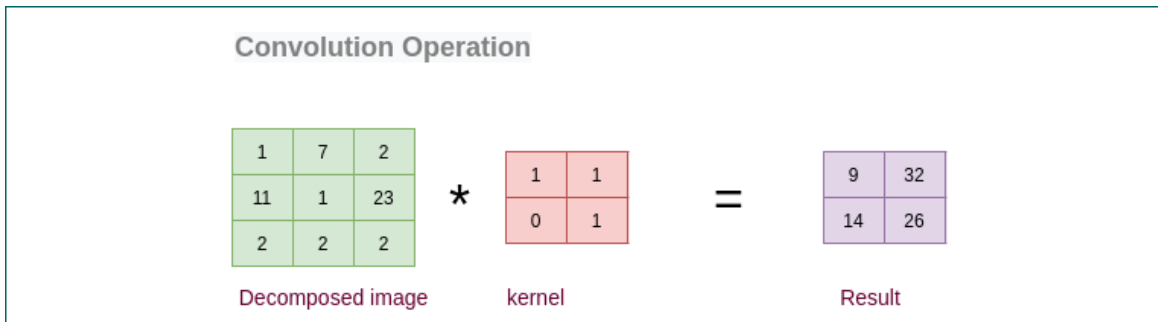 Convolution Operation
1 7 2
11 1 23
2 2 2
*
1 1
0 1
=
9 32
14 26
Decomposed image kernel Result